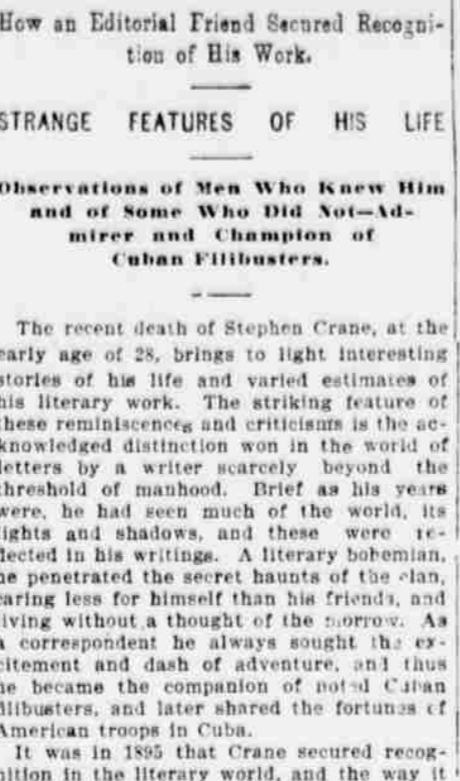 How an Editorial Friend Secured Recogni-
tion of His Work.
STRANGE FEATURES OF HIS LIFE
Observations of Men Who Knew Him
and of Some Who Did Not—Ad-
mirer and Champion of
Cuban Filibusters.
The recent death of Stephen Crane, at the
early age of 28, brings to light interesting
stories of his life and varied estimates of
his literary work. The striking feature of
these reminiscences and criticisms is the ac-
knowledged distinction won in the world of
letters by a writer scarcely beyond the
threshold of manhood. Brief as his years
were, he had seen much of the world, its
lights and shadows, and these were re-
flected in his writings. A literary bohemian,
he penetrated the secret haunts of the clan,
caring less for himself than his friends, and
living without a thought of the morrow. As
a correspondent he always sought the ex-
citement and dash of adventure, and thus
he became the companion of noted Cuban
filibusters, and later shared the fortunes of
American troops in Cuba.
It was in 1895 that Crane secured recog-
nition in the literary world, and the way it